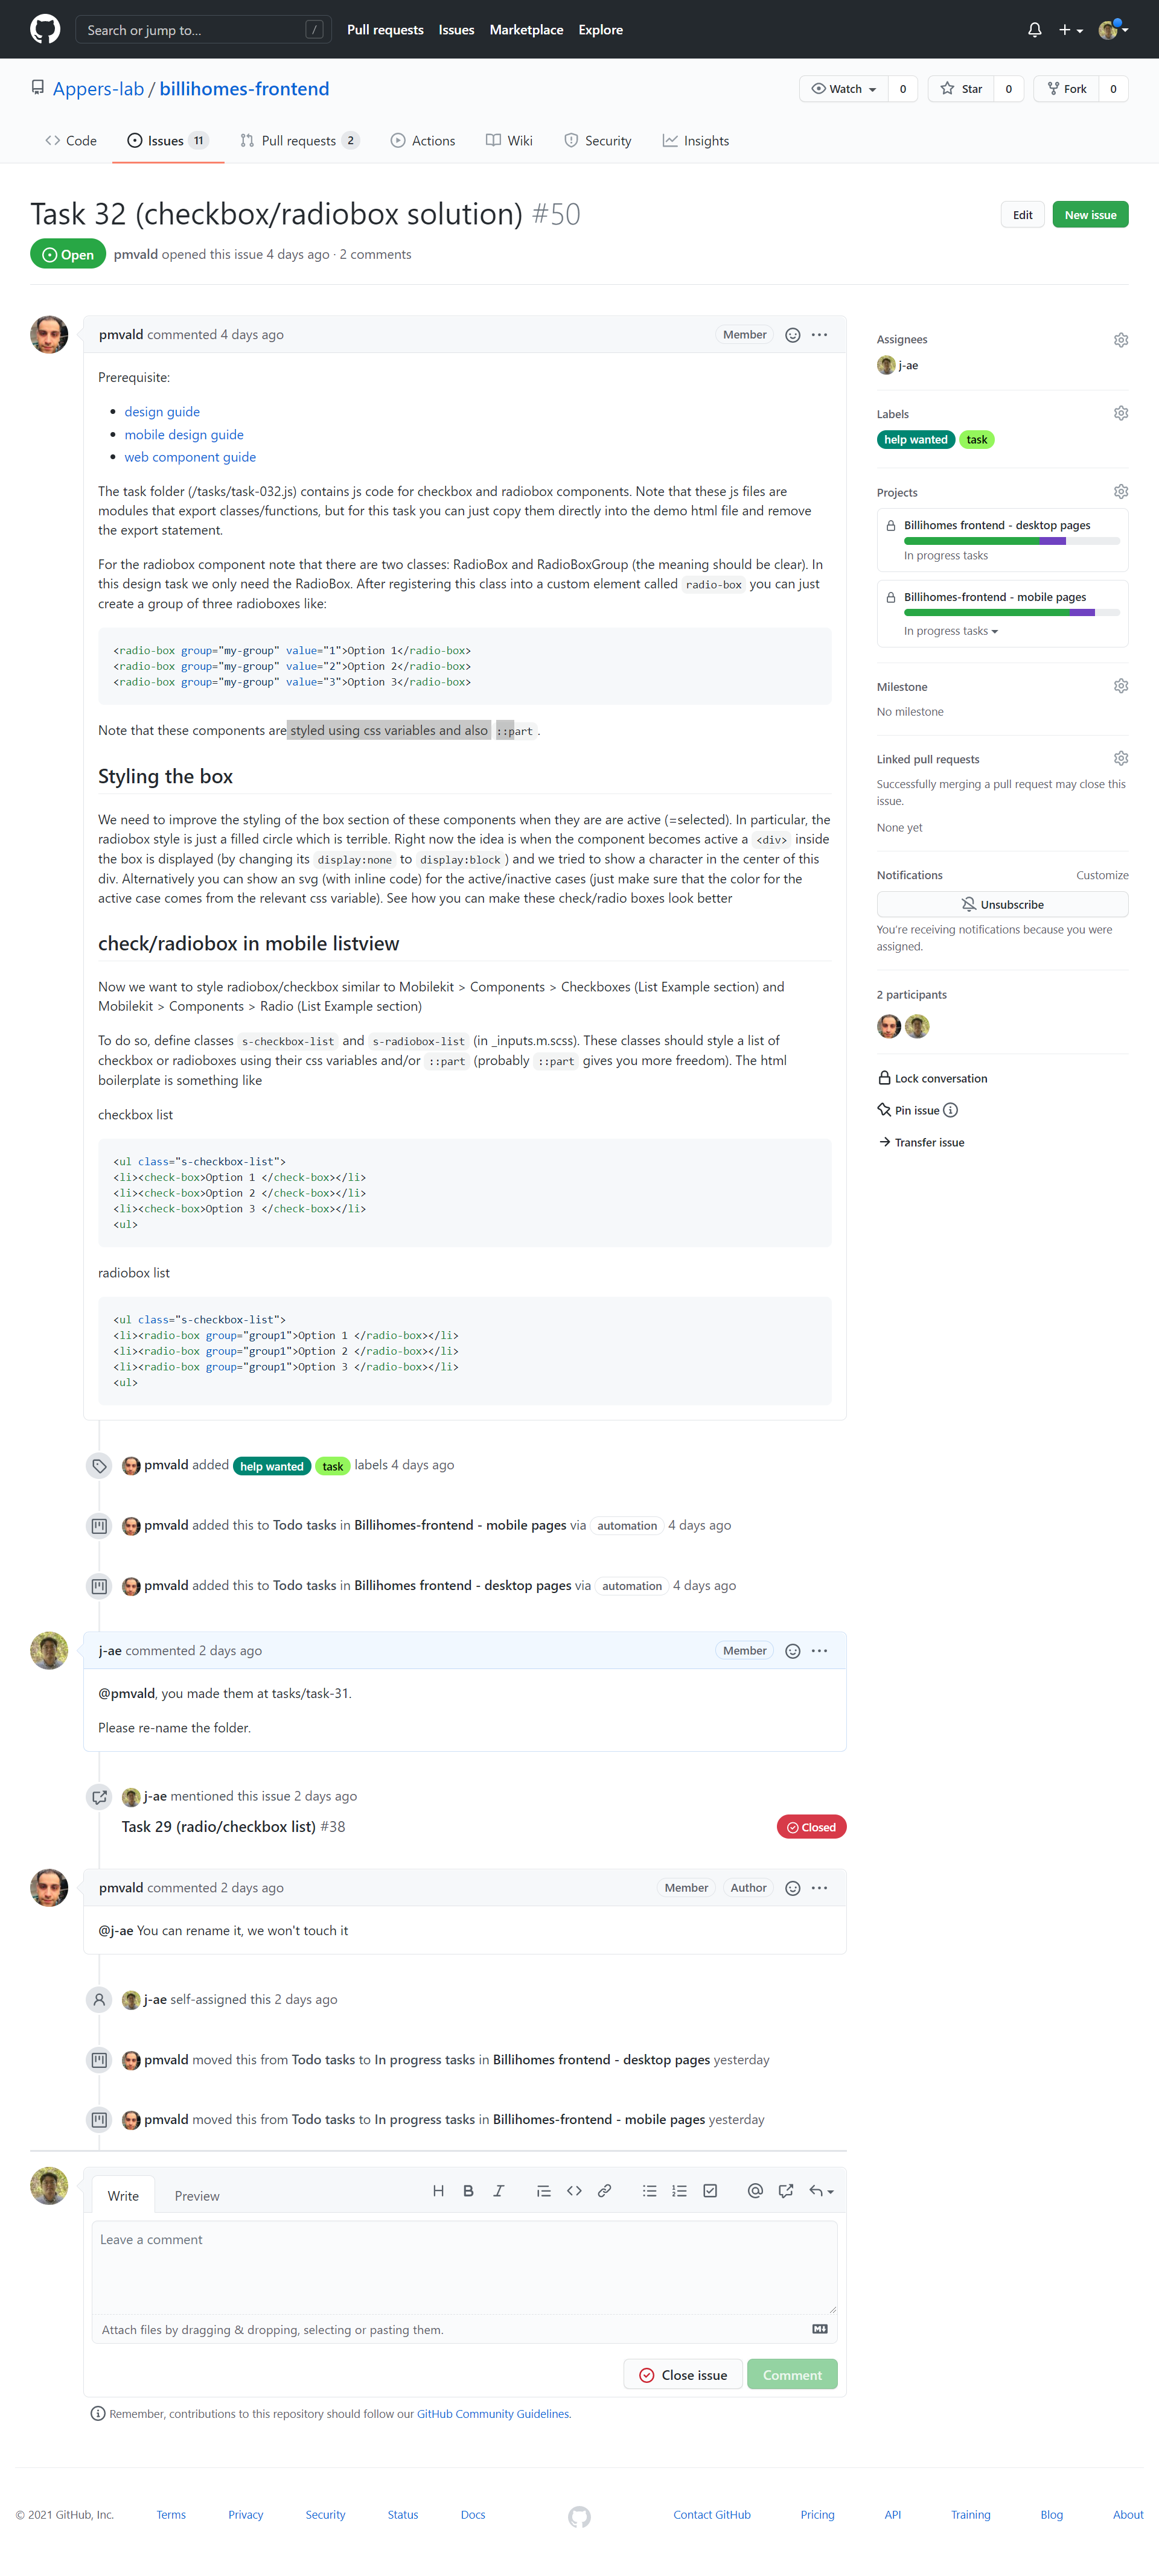 Search or jump to...
/
Pull requests
Issues
Marketplace
Explore
Appers-lab / billihomes-frontend
Watch 0
Star 0
Fork 0
Code
Issues 11
Pull requests 2
Actions
Wiki
Security
Insights
Task 32 (checkbox/radiobox solution) #50
Edit
New issue
Open
pmvald opened this issue 4 days ago · 2 comments
pmvald commented 4 days ago
Member
Prerequisite:
design guide
mobile design guide
web component guide
The task folder (/tasks/task-032.js) contains js code for checkbox and radiobox components. Note that these js files are
modules that export classes/functions, but for this task you can just copy them directly into the demo html file and remove
the export statement.
For the radiobox component note that there are two classes: RadioBox and RadioBoxGroup (the meaning should be clear). In
this design task we only need the RadioBox. After registering this class into a custom element called radio-box you can just
create a group of three radioboxes like:
<radio-box group="my-group" value="1">Option 1</radio-box>
<radio-box group="my-group" value="2">Option 2</radio-box>
<radio-box group="my-group" value="3">Option 3</radio-box>
Note that these components are styled using css variables and also ::part .
Styling the box
We need to improve the styling of the box section of these components when they are are active (=selected). In particular, the
radiobox style is just a filled circle which is terrible. Right now the idea is when the component becomes active a <div> inside
the box is displayed (by changing its display:none to display:block ) and we tried to show a character in the center of this
div. Alternatively you can show an svg (with inline code) for the active/inactive cases (just make sure that the color for the
active case comes from the relevant css variable). See how you can make these check/radio boxes look better
check/radiobox in mobile listview
Now we want to style radiobox/checkbox similar to Mobilekit > Components > Checkboxes (List Example section) and
Mobilekit > Components > Radio (List Example section)
To do so, define classes s-checkbox-list and s-radiobox-list (in _inputs.m.scss). These classes should style a list of
checkbox or radioboxes using their css variables and/or ::part (probably ::part gives you more freedom). The html
boilerplate is something like
checkbox list
<ul class="s-checkbox-list">
<li><check-box>Option 1 </check-box></li>
<li><check-box>Option 2 </check-box></li>
<li><check-box>Option 3 </check-box></li>
<ul>
radiobox list
<ul class="s-checkbox-list">
<li><radio-box group="group1">Option 1 </radio-box></li>
<li><radio-box group="group1">Option 2 </radio-box></li>
<li><radio-box group="group1">Option 3 </radio-box></li>
<ul>
pmvald added help wanted task labels 4 days ago
pmvald added this to Todo tasks in Billihomes-frontend - mobile pages via automation 4 days ago
pmvald added this to Todo tasks in Billihomes frontend - desktop pages via automation 4 days ago
j-ae commented 2 days ago
Member
@pmvald, you made them at tasks/task-31.
Please re-name the folder.
j-ae mentioned this issue 2 days ago
Task 29 (radio/checkbox list) #38
Closed
pmvald commented 2 days ago
Member
Author
@j-ae You can rename it, we won't touch it
j-ae self-assigned this 2 days ago
pmvald moved this from Todo tasks to In progress tasks in Billihomes frontend - desktop pages yesterday
pmvald moved this from Todo tasks to In progress tasks in Billihomes-frontend - mobile pages yesterday
Write
Preview
H B I
Leave a comment
Attach files by dragging & dropping, selecting or pasting them.
Close issue
Comment
Remember, contributions to this repository should follow our GitHub Community Guidelines.
Assignees
j-ae
Labels
help wanted task
Projects
Billihomes frontend - desktop pages
In progress tasks
Billihomes-frontend - mobile pages
In progress tasks
Milestone
No milestone
Linked pull requests
Successfully merging a pull request may close this
issue.
None yet
Notifications
Customize
Unsubscribe
You're receiving notifications because you were
assigned.
2 participants
Lock conversation
Pin issue
Transfer issue
© 2021 GitHub, Inc.
Terms
Privacy
Security
Status
Docs
Contact GitHub
Pricing
API
Training
Blog
About